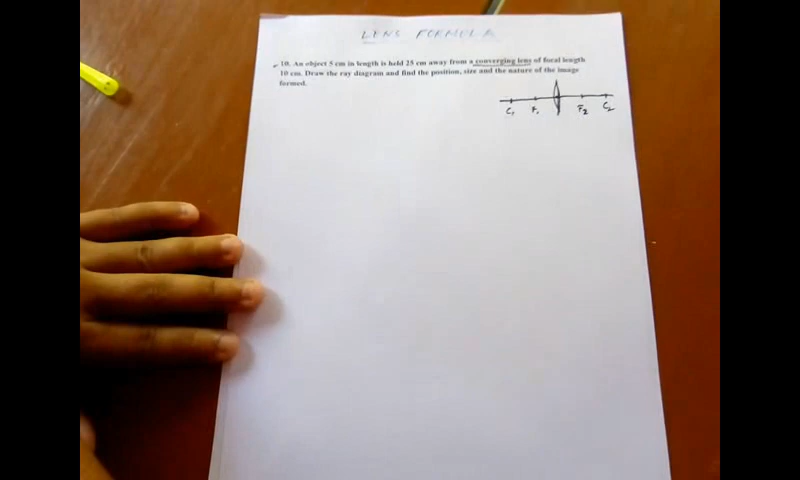 LENS FORMULA
10. An object 5 cm in length is held 25 cm away from a converging lens of focal length
10 cm. Draw the ray diagram and find the position, size and the nature of the image
formed.
C₁ F₁ F₂ C₂